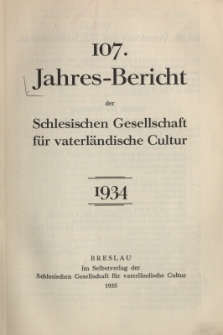 107.
Jahres-Bericht
der
Schlesischen Gesellschaft
für vaterländische Cultur
1934
BRESLAU
Im Selbstverlag der
Schlesischen Gesellschaft für vaterländische Cultur
1935